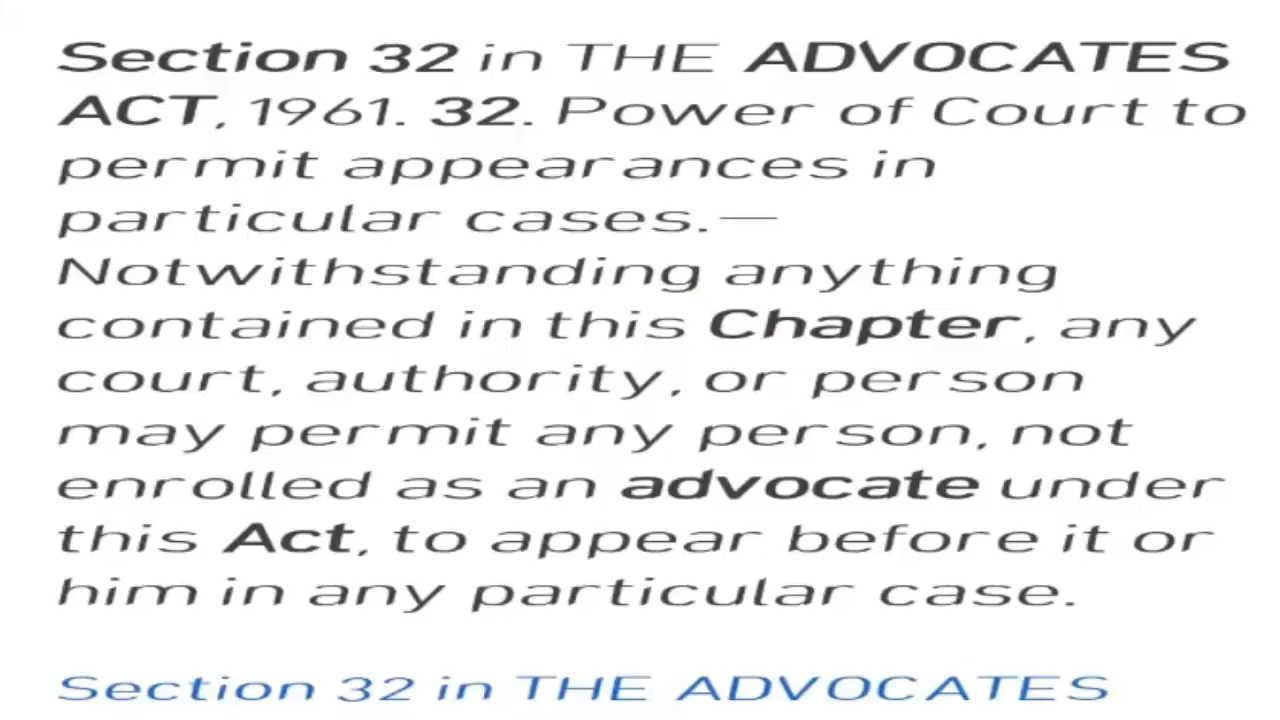 Section 32 in THE ADVOCATES
ACT, 1961. 32. Power of Court to
permit appearances in
particular cases.—
Notwithstanding anything
contained in this Chapter, any
court, authority, or person
may permit any person, not
enrolled as an advocate under
this Act, to appear before it or
him in any particular case.
Section 32 in THE ADVOCATES